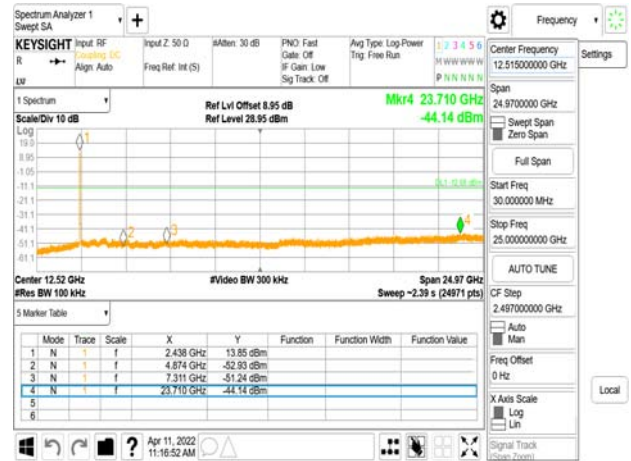 Spectrum Analyzer 1
Swept SA
Frequency
KEYSIGHT
Input: RF
Coupling: DC
Align: Auto
Input Z: 50 Ω
Freq Ref: Int (S)
#Atten: 30 dB
PNO: Fast
Gate: Off
IF Gain: Low
Sig Track: Off
Avg Type: Log-Power
Trig: Free Run
1 2 3 4 5 6
M W W W W W
P N N N N N
R
LV
Center Frequency
12.515000000 GHz
Settings
1 Spectrum
Scale/Div 10 dB
Ref Lvl Offset 8.95 dB
Ref Level 28.95 dBm
Mkr4 23.710 GHz
-44.14 dBm
Span
24.9700000 GHz
Swept Span
Zero Span
Full Span
Start Freq
30.000000 MHz
Stop Freq
25.000000000 GHz
AUTO TUNE
CF Step
2.497000000 GHz
Auto
Man
Freq Offset
0 Hz
X Axis Scale
Log
Lin
Signal Track
(Span Zoom)
Local
Log
19.0
8.95
-1.05
-11.1
-21.1
-31.1
-41.1
-51.1
-61.1
1
2
3
4
Center 12.52 GHz
#Res BW 100 kHz
#Video BW 300 kHz
Span 24.97 GHz
Sweep ~2.39 s (24971 pts)
5 Marker Table
Mode Trace Scale X Y Function Function Width Function Value
1 N 1 f 2.438 GHz 13.85 dBm
2 N 1 f 4.874 GHz -52.93 dBm
3 N 1 f 7.311 GHz -51.24 dBm
4 N 1 f 23.710 GHz -44.14 dBm
5
6
?
Apr 11, 2022
11:16:52 AM